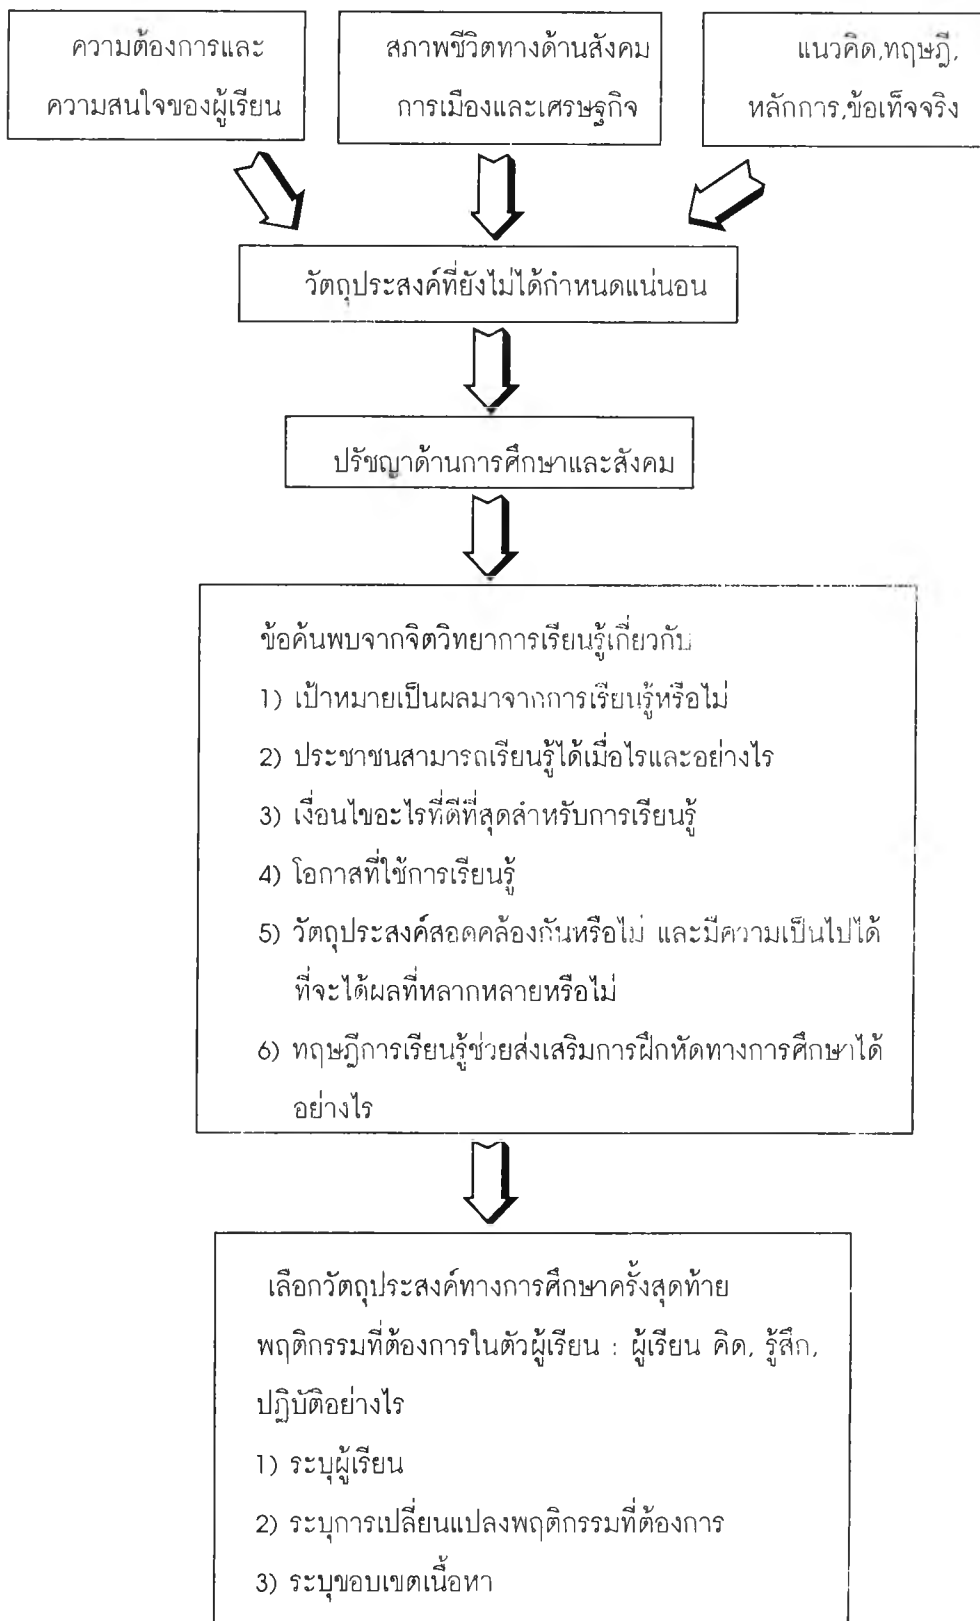 ความต้องการและ
ความสนใจของผู้เรียน
สภาพชีวิตทางด้านสังคม
การเมืองและเศรษฐกิจ
แนวคิด,ทฤษฎี,
หลักการ,ข้อเท็จจริง
วัตถุประสงค์ที่ยังไม่ได้กำหนดแน่นอน
ปรัชญาด้านการศึกษาและสังคม
ข้อค้นพบจากจิตวิทยาการเรียนรู้เกี่ยวกับ
1) เป้าหมายเป็นผลมาจากการเรียนรู้หรือไม่
2) ประชาชนสามารถเรียนรู้ได้เมื่อไรและอย่างไร
3) เงื่อนไขอะไรที่ดีที่สุดสำหรับการเรียนรู้
4) โอกาสที่ใช้การเรียนรู้
5) วัตถุประสงค์สอดคล้องกันหรือไม่ และมีความเป็นไปได้
ที่จะได้ผลที่หลากหลายหรือไม่
6) ทฤษฎีการเรียนรู้ช่วยส่งเสริมการฝึกหัดทางการศึกษาได้
อย่างไร
เลือกวัตถุประสงค์ทางการศึกษาครั้งสุดท้าย
พฤติกรรมที่ต้องการในตัวผู้เรียน : ผู้เรียน คิด, รู้สึก,
ปฏิบัติอย่างไร
1) ระบุผู้เรียน
2) ระบุการเปลี่ยนแปลงพฤติกรรมที่ต้องการ
3) ระบุขอบเขตเนื้อหา